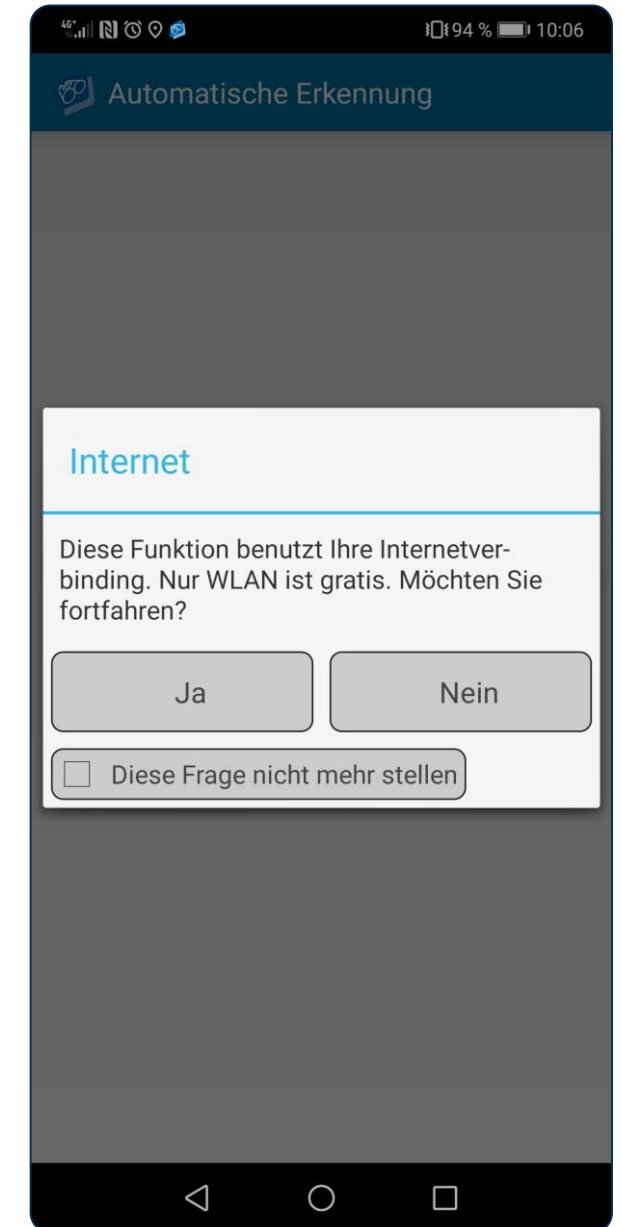 4G+ 94 % 10:06
Automatische Erkennung
Internet
Diese Funktion benutzt Ihre Internetver-
binding. Nur WLAN ist gratis. Möchten Sie
fortfahren?
Ja Nein
Diese Frage nicht mehr stellen